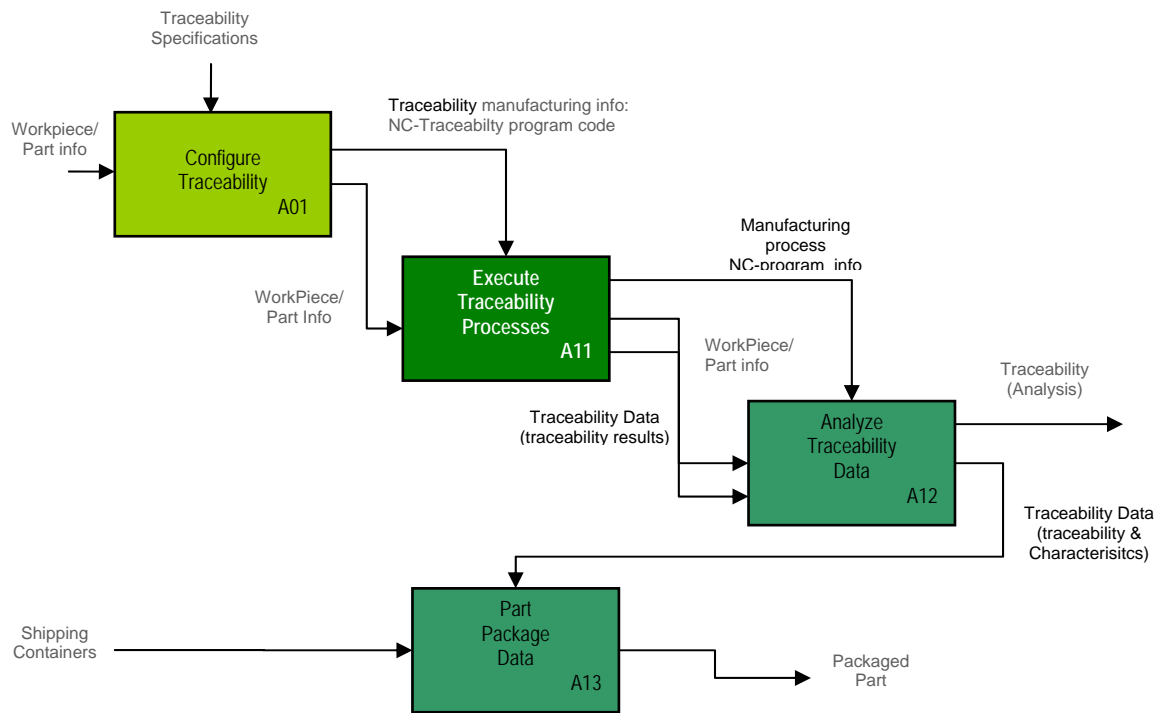 Traceability
Specifications
Workpiece/
Part info
Traceability manufacturing info:
NC-Traceabilty program code
Configure
Traceability
A01
WorkPiece/
Part Info
Execute
Traceability
Processes
A11
Manufacturing
process
NC-program info
WorkPiece/
Part info
Traceability Data
(traceability results)
Traceability
(Analysis)
Analyze
Traceability
Data
A12
Traceability Data
(traceability &
Characterisitcs)
Shipping
Containers
Part
Package
Data
A13
Packaged
Part